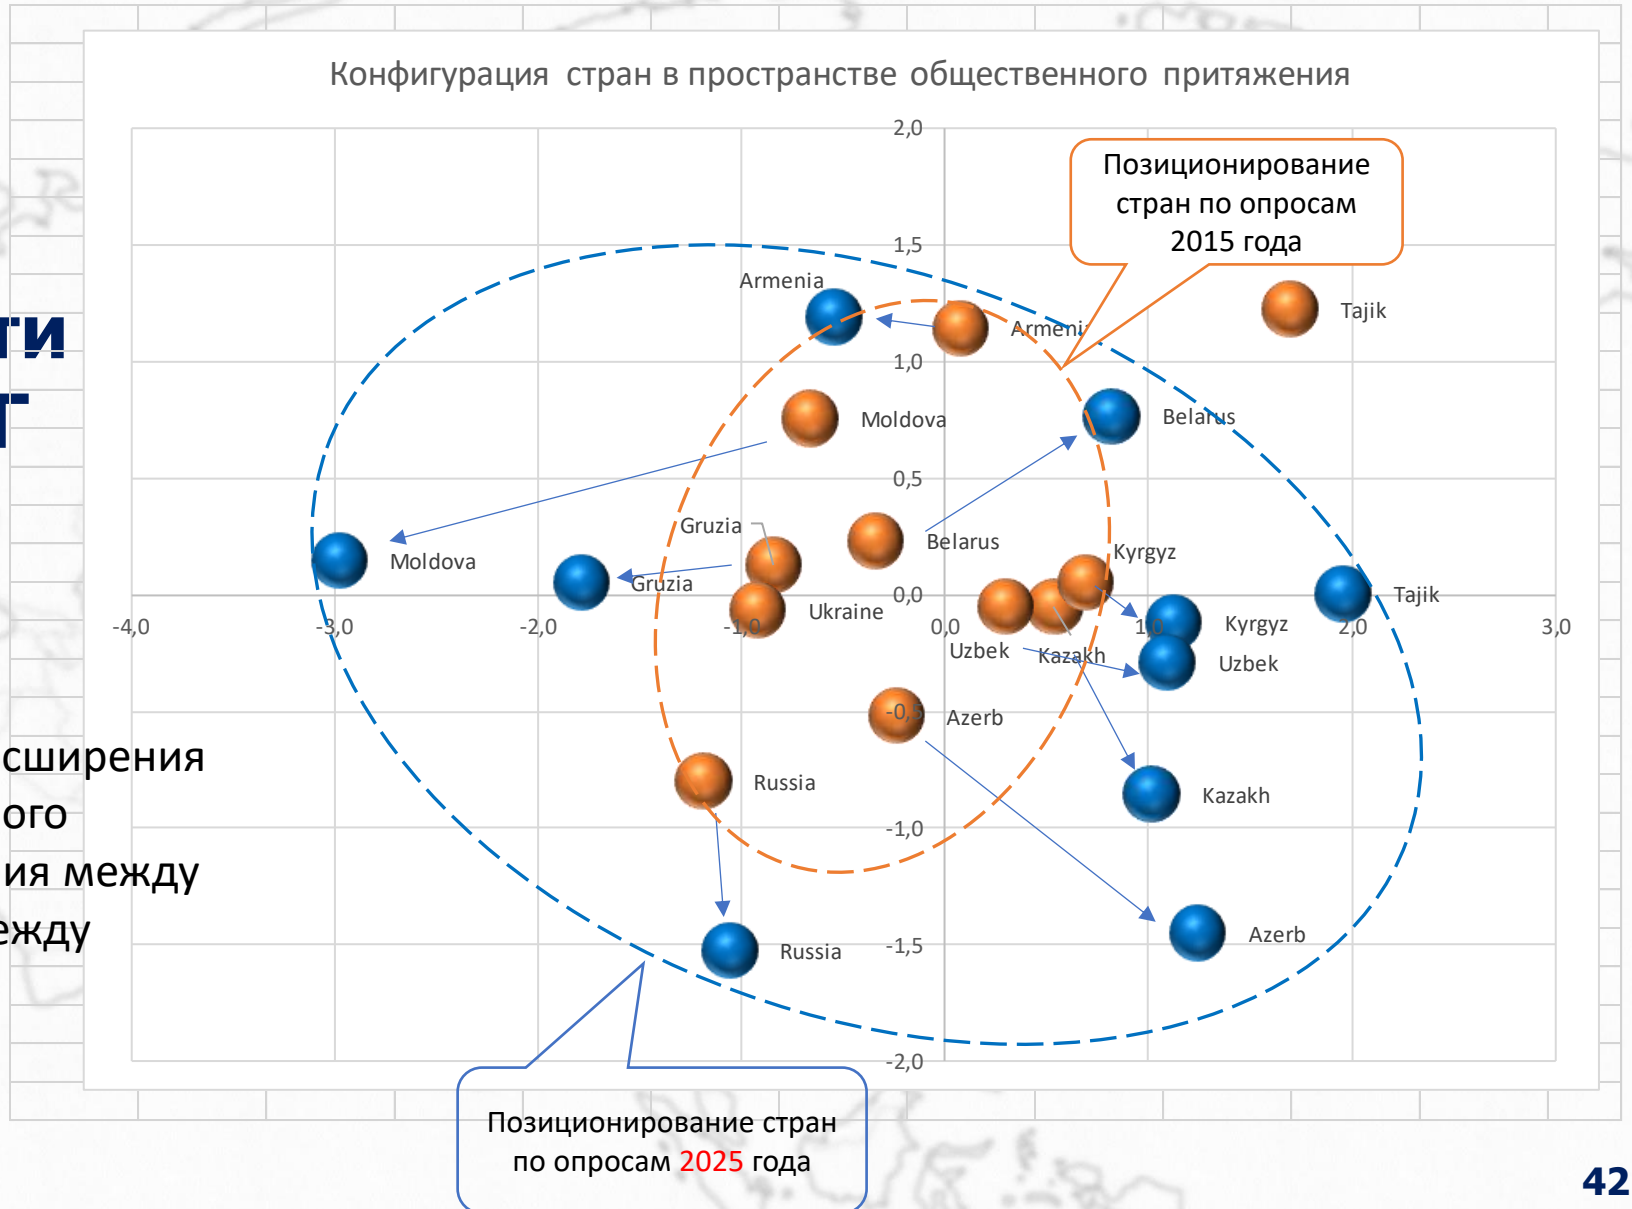 Конфигурация стран в пространстве общественного притяжения
2,0
Позиционирование
стран по опросам
2015 года
1,5
Armenia
Tajik
ти
Armenia
1,0
Т
Moldova
Belarus
0,5
Gruzia
Belarus
Kyrgyz
Moldova
Gruzia
Ukraine
0,0
Tajik
-4,0
-3,0
-2,0
-1,0
0,0
1,0
2,0
3,0
Kyrgyz
Uzbek
Kazakh
Uzbek
-0,5
Azerb
сширения
Russia
Kazakh
ого
-1,0
ия между
ежду
Russia
-1,5
Azerb
-2,0
Позиционирование стран
по опросам 2025 года
42